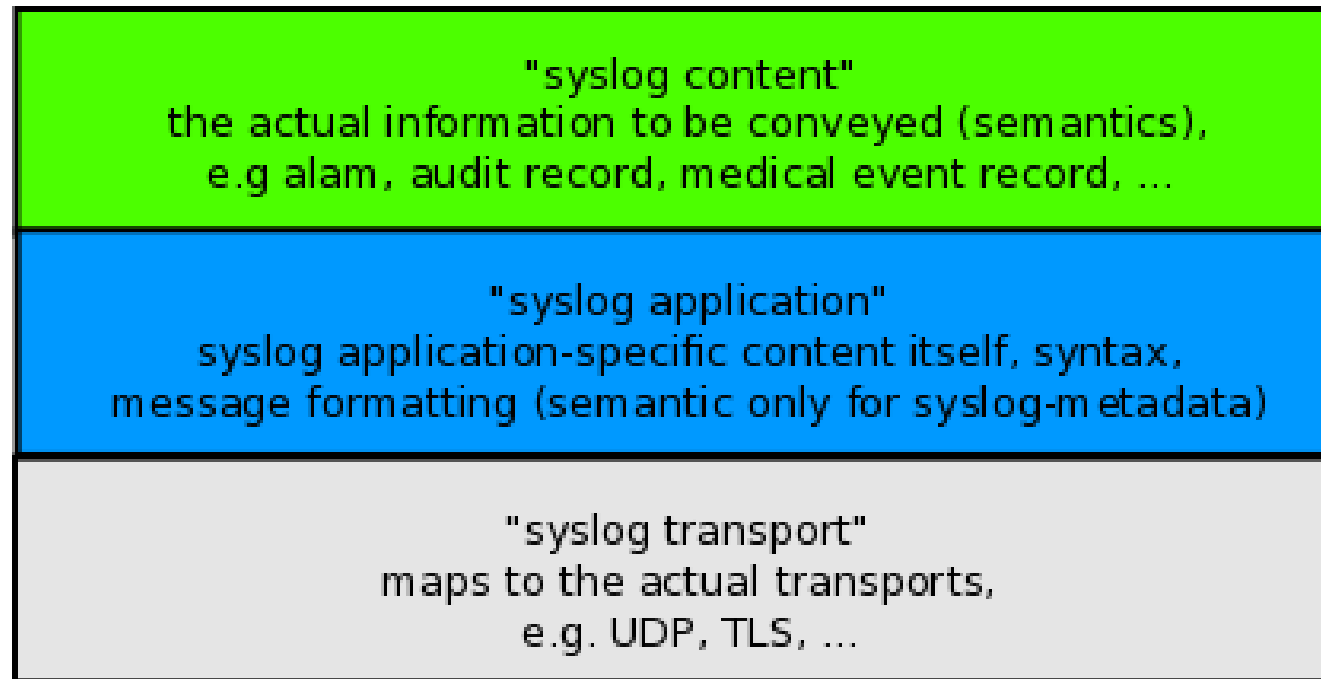 "syslog content"
the actual information to be conveyed (semantics),
e.g alam, audit record, medical event record, ...
"syslog application"
syslog application-specific content itself, syntax,
message formatting (semantic only for syslog-metadata)
"syslog transport"
maps to the actual transports,
e.g. UDP, TLS, ...